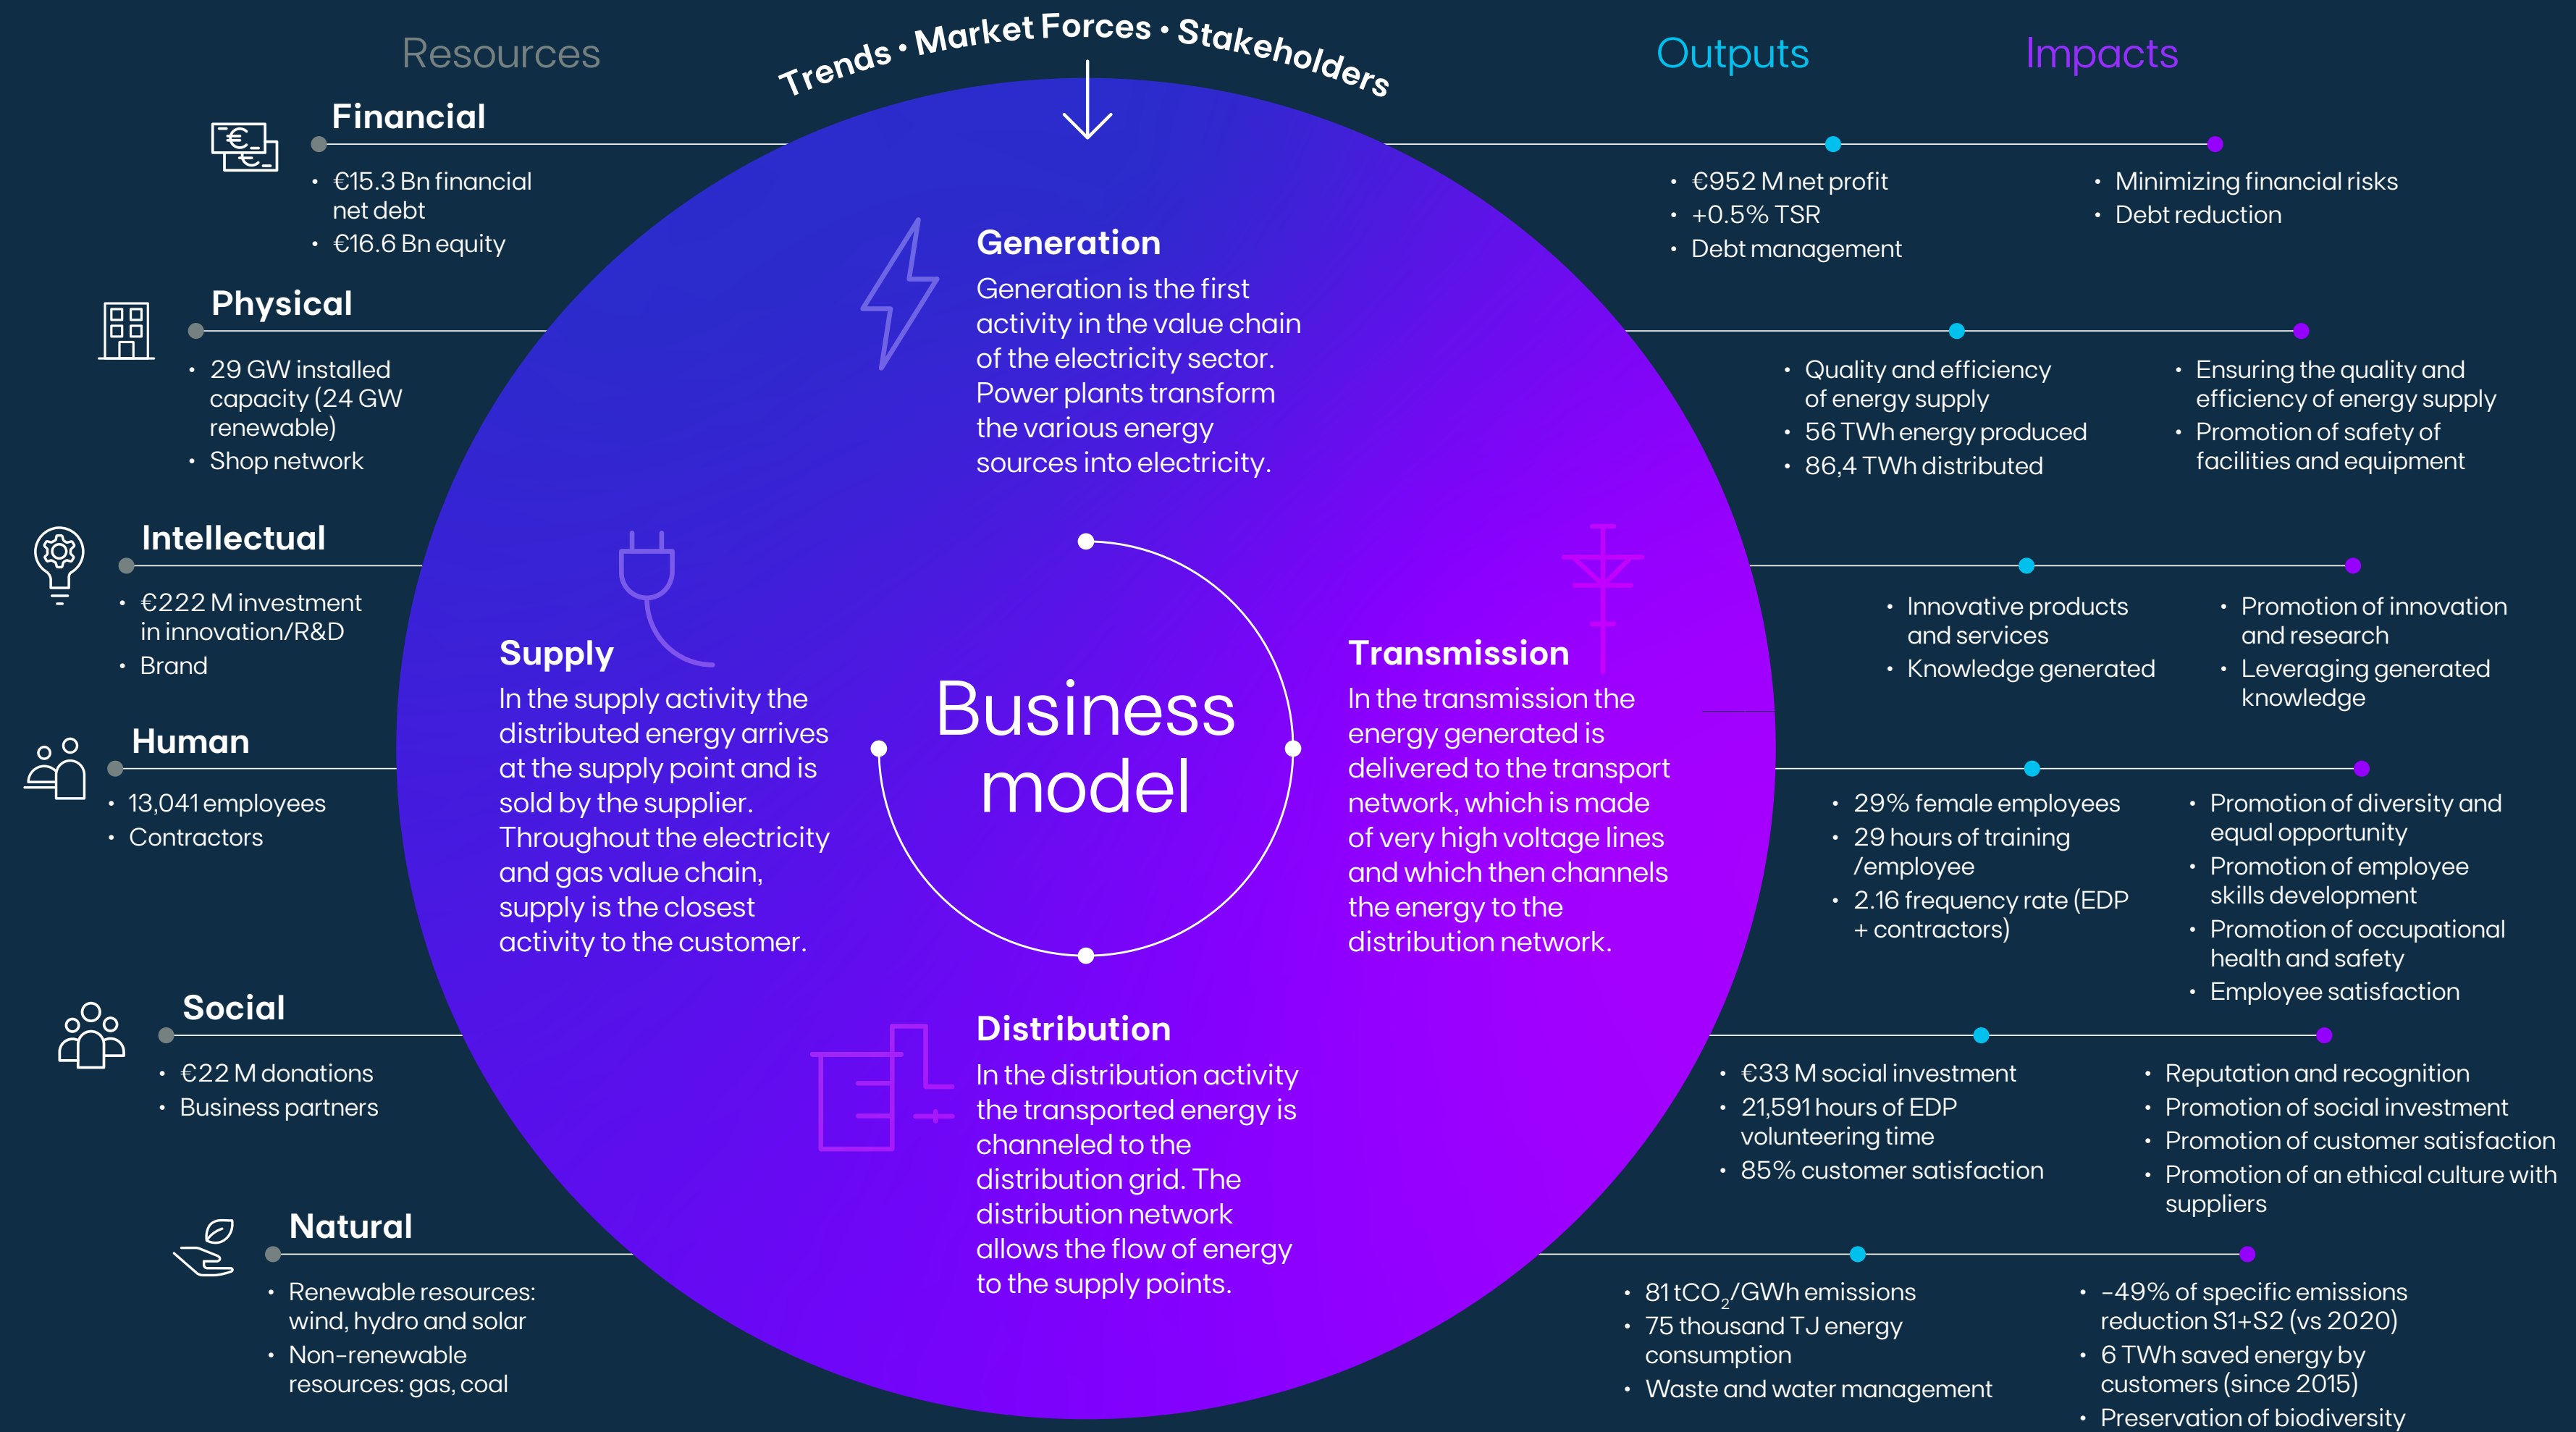 Trends • Market Forces • Stakeholders
Resources
Outputs
Impacts
Financial
• €15.3 Bn financial
net debt
• €16.6 Bn equity
Physical
• 29 GW installed
capacity (24 GW
renewable)
• Shop network
Intellectual
• €222 M investment
in innovation/R&D
• Brand
Human
• 13,041 employees
• Contractors
Social
• €22 M donations
• Business partners
Natural
• Renewable resources:
wind, hydro and solar
• Non-renewable
resources: gas, coal
Generation
Generation is the first
activity in the value chain
of the electricity sector.
Power plants transform
the various energy
sources into electricity.
Supply
In the supply activity the
distributed energy arrives
at the supply point and is
sold by the supplier.
Throughout the electricity
and gas value chain,
supply is the closest
activity to the customer.
Business
model
Transmission
In the transmission the
energy generated is
delivered to the transport
network, which is made
of very high voltage lines
and which then channels
the energy to the
distribution network.
Distribution
In the distribution activity
the transported energy is
channeled to the
distribution grid. The
distribution network
allows the flow of energy
to the supply points.
• €952 M net profit
• +0.5% TSR
• Debt management
• Minimizing financial risks
• Debt reduction
• Quality and efficiency
of energy supply
• 56 TWh energy produced
• 86,4 TWh distributed
• Ensuring the quality and
efficiency of energy supply
• Promotion of safety of
facilities and equipment
• Innovative products
and services
• Knowledge generated
• Promotion of innovation
and research
• Leveraging generated
knowledge
• 29% female employees
• 29 hours of training
/employee
• 2.16 frequency rate (EDP
+ contractors)
• Promotion of diversity and
equal opportunity
• Promotion of employee
skills development
• Promotion of occupational
health and safety
• Employee satisfaction
• €33 M social investment
• 21,591 hours of EDP
volunteering time
• 85% customer satisfaction
• Reputation and recognition
• Promotion of social investment
• Promotion of customer satisfaction
• Promotion of an ethical culture with
suppliers
• 81 tCO₂/GWh emissions
• 75 thousand TJ energy
consumption
• Waste and water management
• -49% of specific emissions
reduction S1+S2 (vs 2020)
• 6 TWh saved energy by
customers (since 2015)
• Preservation of biodiversity